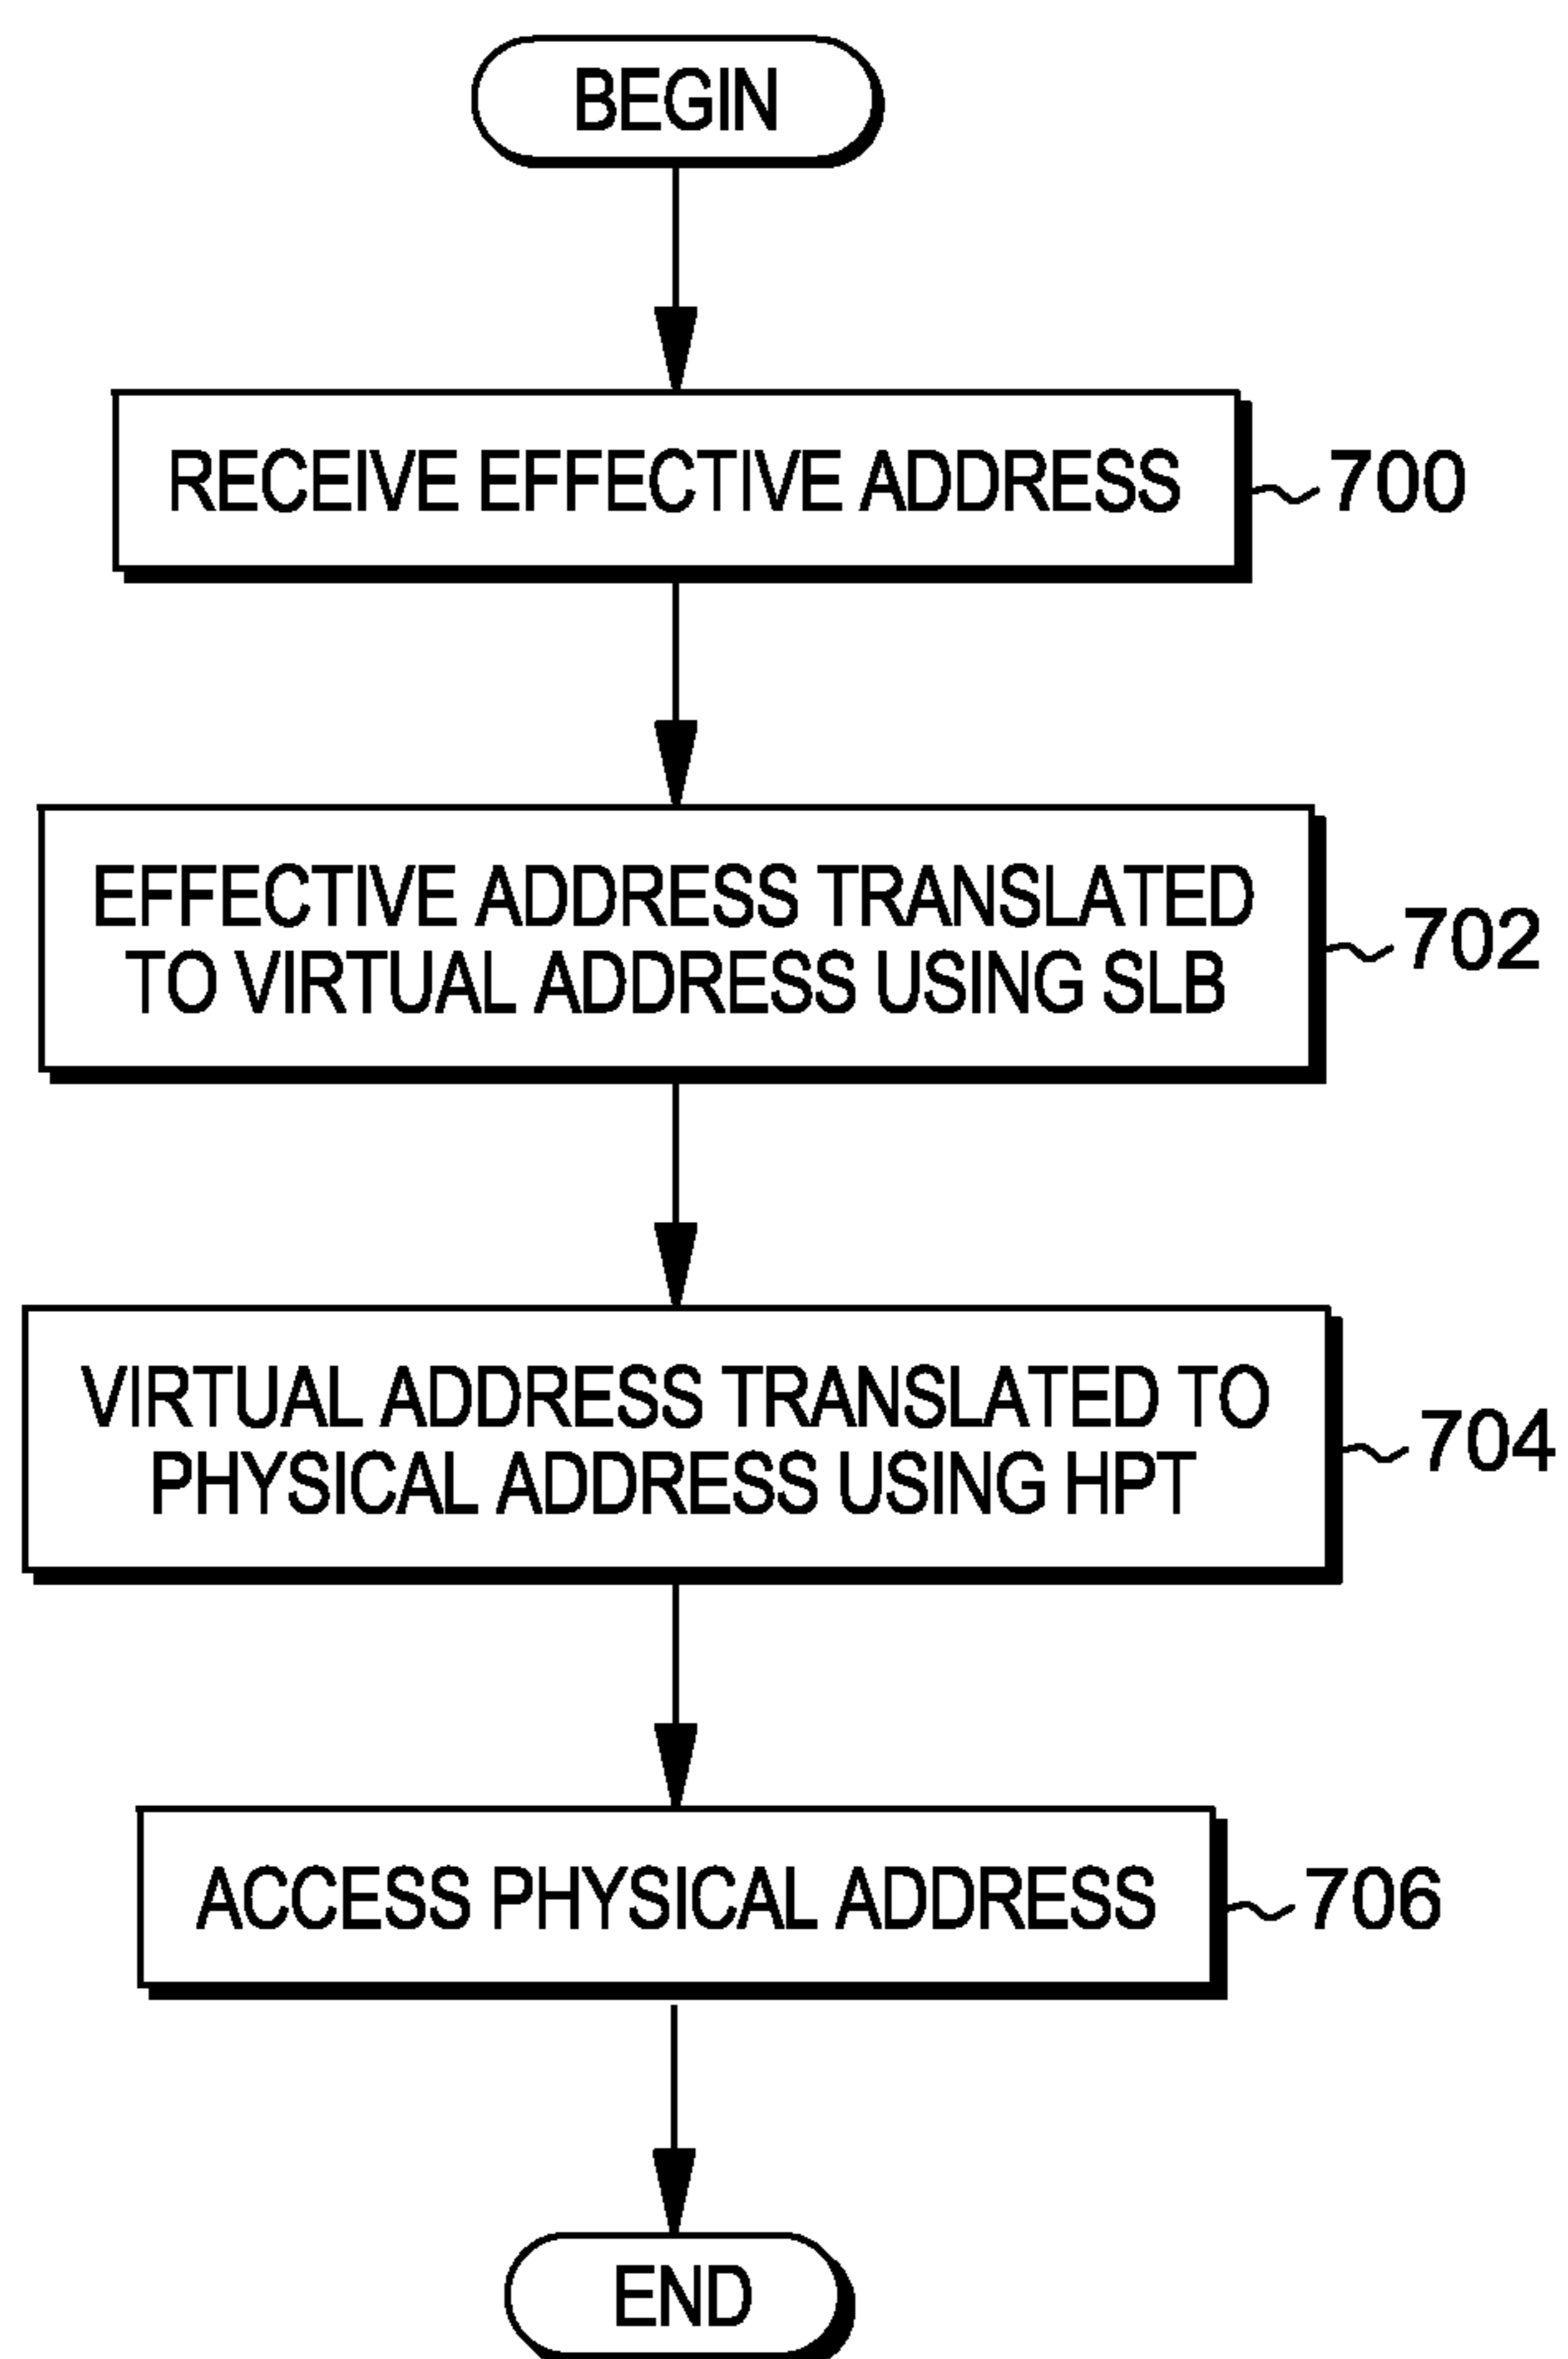 BEGIN
RECEIVE EFFECTIVE ADDRESS
700
EFFECTIVE ADDRESS TRANSLATED
TO VIRTUAL ADDRESS USING SLB
702
VIRTUAL ADDRESS TRANSLATED TO
PHYSICAL ADDRESS USING HPT
704
ACCESS PHYSICAL ADDRESS
706
END